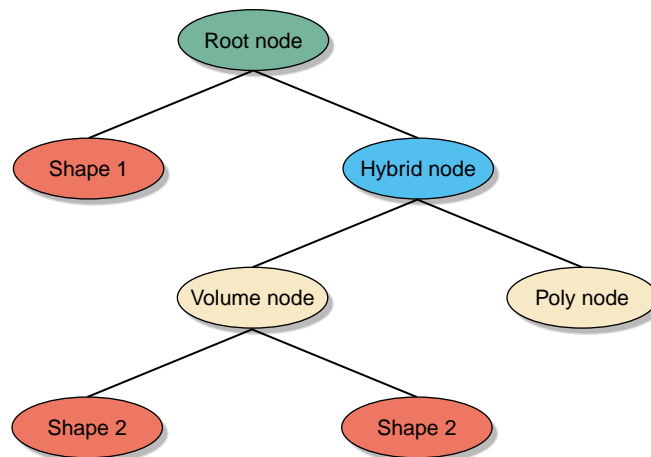 Root node
Shape 1
Hybrid node
Volume node
Poly node
Shape 2
Shape 2